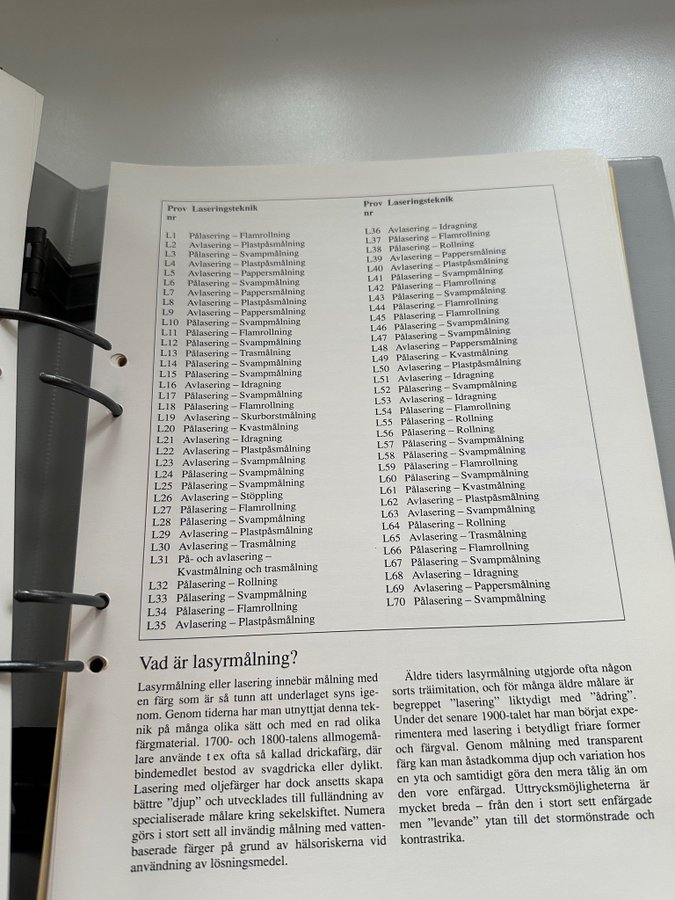 Prov Laseringsteknik
nr
L1 Pålasering – Flamrollning
L2 Avlasering – Plastpåsmålning
L3 Pålasering – Svampmålning
L4 Avlasering – Plastpåsmålning
L5 Avlasering – Pappersmålning
L6 Pålasering – Svampmålning
L7 Avlasering – Pappersmålning
L8 Avlasering – Plastpåsmålning
L9 Avlasering – Pappersmålning
L10 Pålasering – Svampmålning
L11 Pålasering – Flamrollning
L12 Pålasering – Svampmålning
L13 Pålasering – Trasmålning
L14 Pålasering – Svampmålning
L15 Pålasering – Svampmålning
L16 Avlasering – Idragning
L17 Pålasering – Svampmålning
L18 Pålasering – Flamrollning
L19 Avlasering – Skurborstmålning
L20 Pålasering – Kvastmålning
L21 Avlasering – Idragning
L22 Avlasering – Plastpåsmålning
L23 Avlasering – Svampmålning
L24 Pålasering – Svampmålning
L25 Pålasering – Svampmålning
L26 Avlasering – Stöppling
L27 Pålasering – Flamrollning
L28 Pålasering – Svampmålning
L29 Avlasering – Plastpåsmålning
L30 Avlasering – Trasmålning
L31 På- och avlasering –
Kvastmålning och trasmålning
L32 Pålasering – Rollning
L33 Pålasering – Svampmålning
L34 Pålasering – Flamrollning
L35 Avlasering – Plastpåsmålning
Prov Laseringsteknik
nr
L36 Avlasering – Idragning
L37 Pålasering – Flamrollning
L38 Pålasering – Rollning
L39 Avlasering – Pappersmålning
L40 Avlasering – Plastpåsmålning
L41 Pålasering – Svampmålning
L42 Pålasering – Flamrollning
L43 Pålasering – Svampmålning
L44 Pålasering – Flamrollning
L45 Pålasering – Flamrollning
L46 Pålasering – Svampmålning
L47 Pålasering – Svampmålning
L48 Avlasering – Pappersmålning
L49 Pålasering – Kvastmålning
L50 Avlasering – Plastpåsmålning
L51 Avlasering – Idragning
L52 Pålasering – Svampmålning
L53 Avlasering – Idragning
L54 Pålasering – Flamrollning
L55 Pålasering – Rollning
L56 Pålasering – Rollning
L57 Pålasering – Svampmålning
L58 Pålasering – Svampmålning
L59 Pålasering – Flamrollning
L60 Pålasering – Svampmålning
L61 Pålasering – Kvastmålning
L62 Avlasering – Plastpåsmålning
L63 Avlasering – Svampmålning
L64 Pålasering – Rollning
L65 Avlasering – Trasmålning
L66 Pålasering – Flamrollning
L67 Pålasering – Svampmålning
L68 Avlasering – Idragning
L69 Avlasering – Pappersmålning
L70 Pålasering – Svampmålning
Vad är lasyrmålning?
Lasyrmålning eller lasering innebär målning med
en färg som är så tunn att underlaget syns ige-
nom. Genom tiderna har man utnyttjat denna tek-
nik på många olika sätt och med en rad olika
färgmaterial. 1700- och 1800-talens allmogemå-
lare använde t ex ofta så kallad drickafärg, där
bindemedlet bestod av svagdricka eller dylikt.
Lasering med oljefärger har dock ansetts skapa
bättre ”djup” och utvecklades till fulländning av
specialiserade målare kring sekelskiftet. Numera
görs i stort sett all invändig målning med vatten-
baserade färger på grund av hälsoriskerna vid
användning av lösningsmedel.
Äldre tiders lasyrmålning utgjorde ofta någon
sorts träimitation, och för många äldre målare är
begreppet ”lasering” liktydigt med ”ådring”.
Under det senare 1900-talet har man börjat expe-
rimentera med lasering i betydligt friare former
och färgval. Genom målning med transparent
färg kan man åstadkomma djup och variation hos
en yta och samtidigt göra den mera tålig än om
den vore enfärgad. Uttrycksmöjligheterna är
mycket breda – från den i stort sett enfärgade
men ”levande” ytan till det stormönstrade och
kontrastrika.